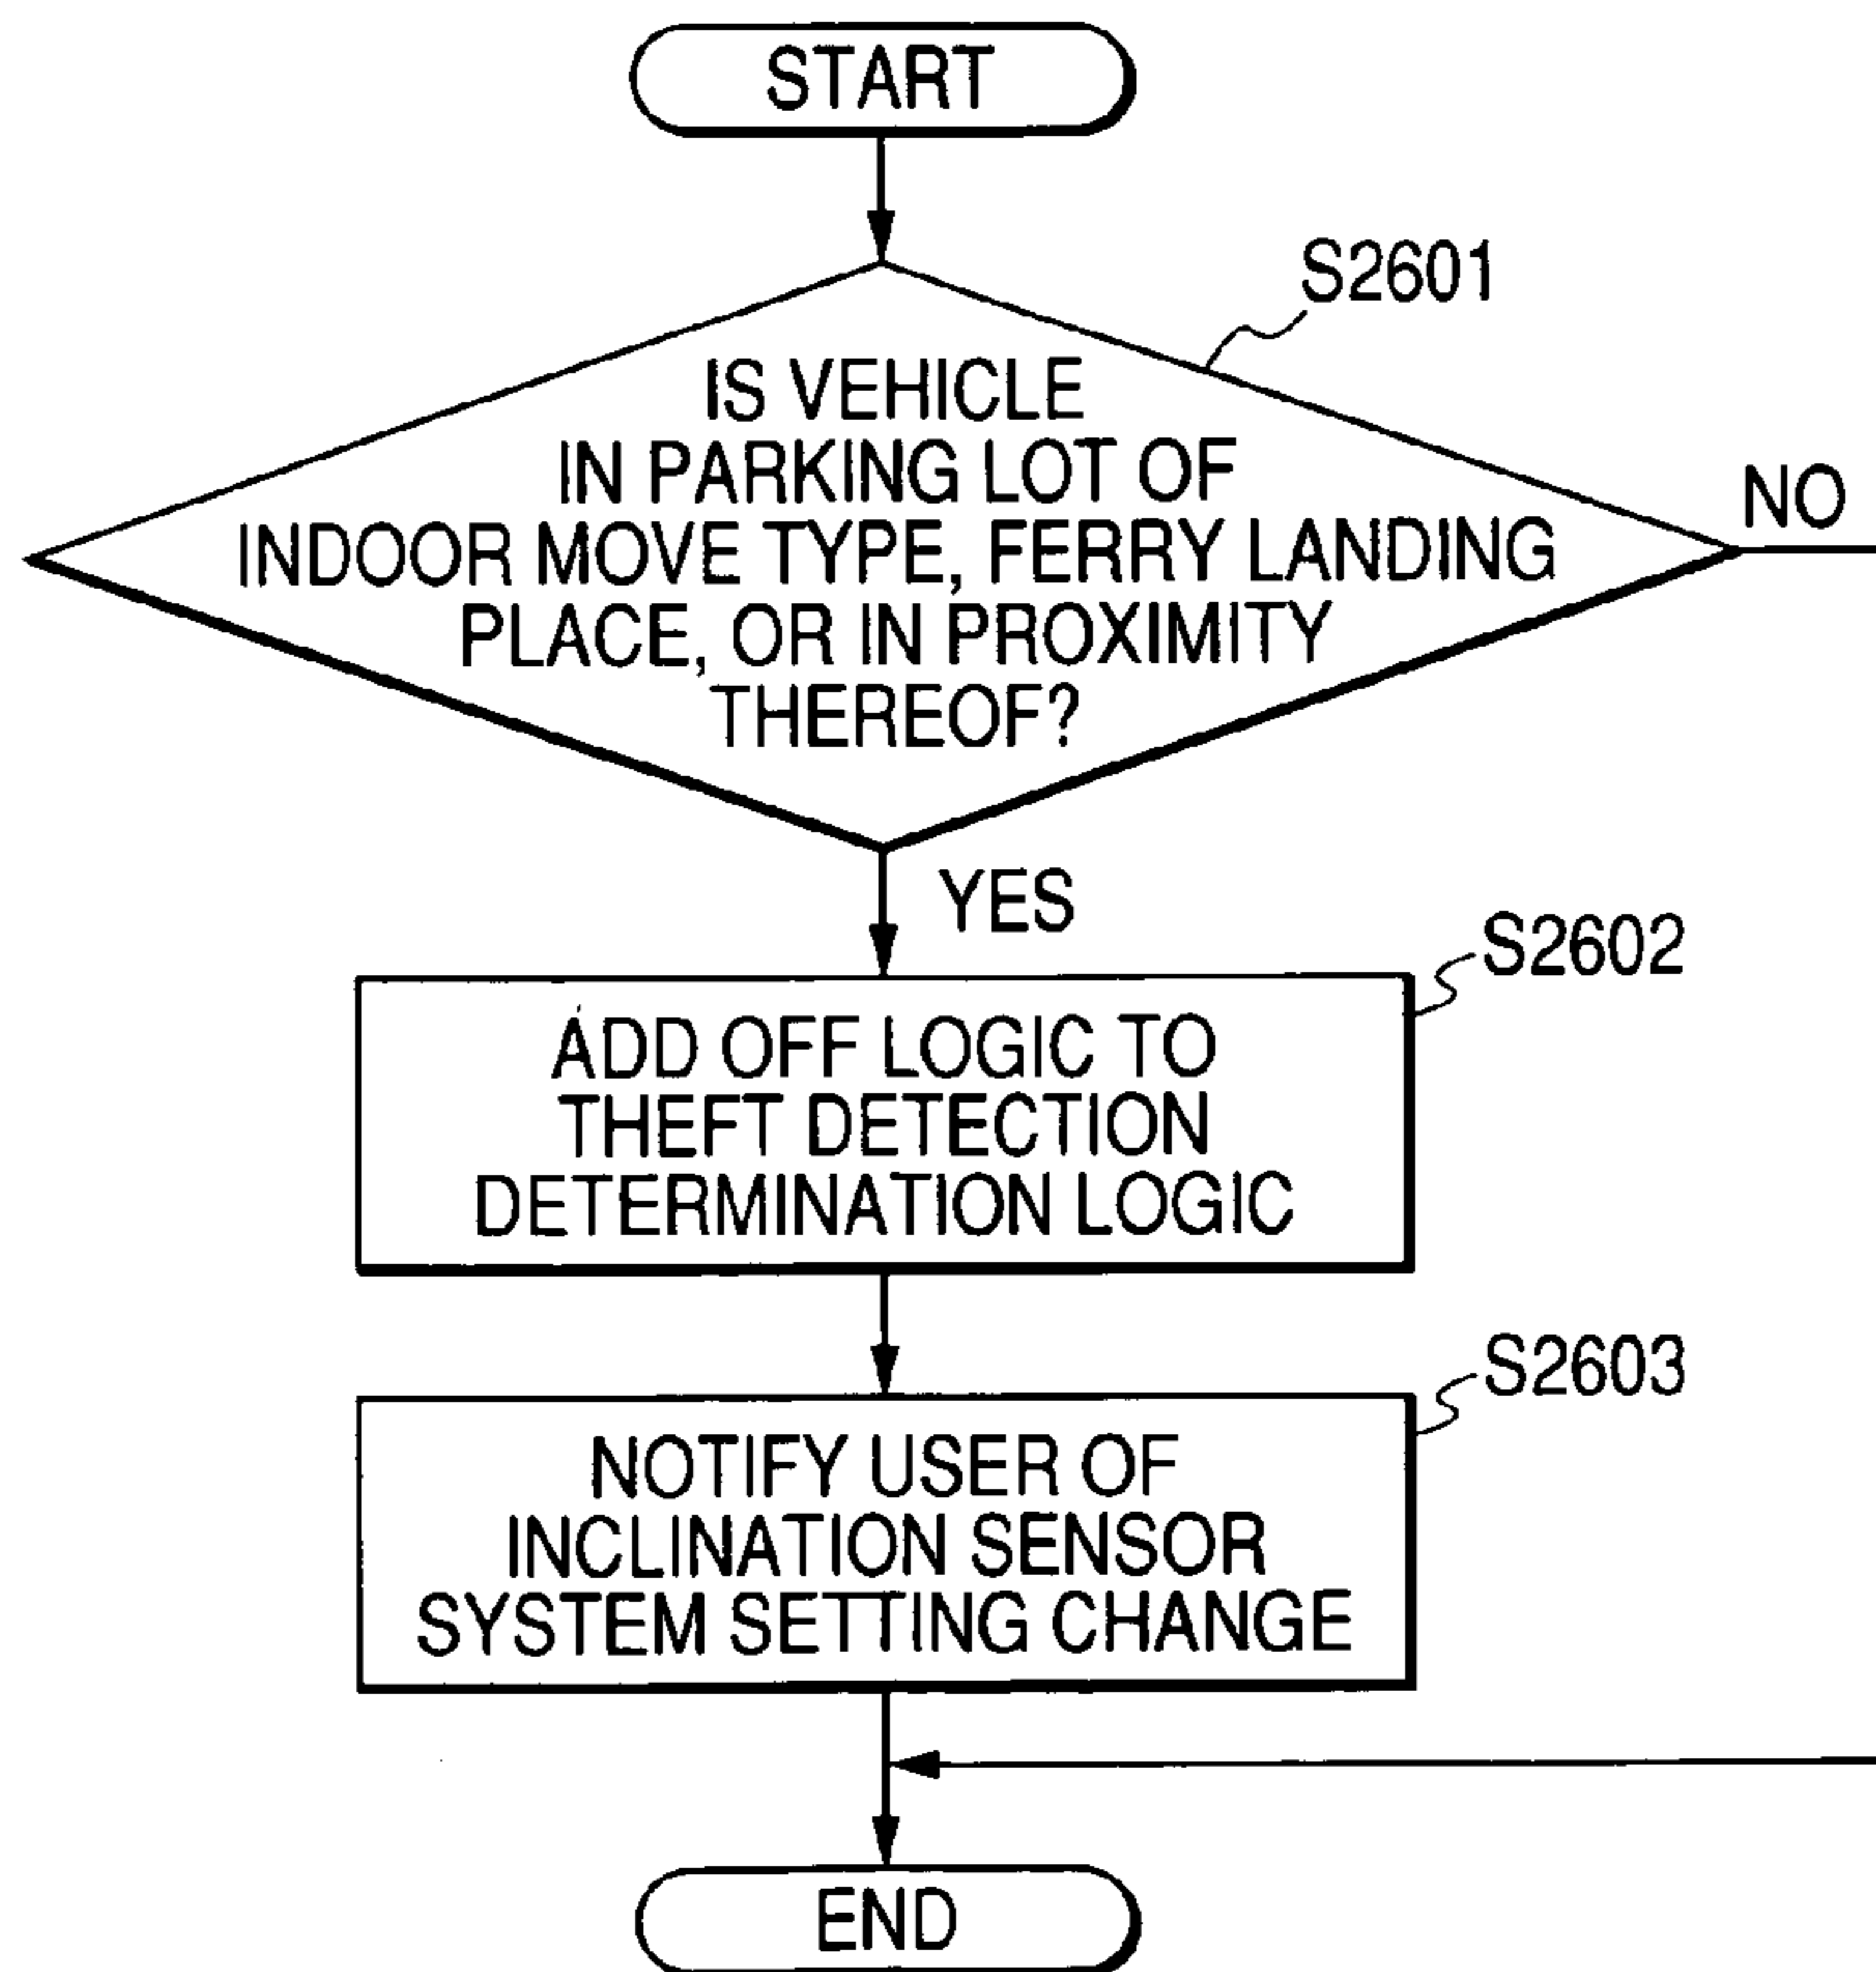 START
S2601
IS VEHICLE
IN PARKING LOT OF
INDOOR MOVE TYPE, FERRY LANDING
PLACE, OR IN PROXIMITY
THEREOF?
NO
YES
S2602
ADD OFF LOGIC TO
THEFT DETECTION
DETERMINATION LOGIC
S2603
NOTIFY USER OF
INCLINATION SENSOR
SYSTEM SETTING CHANGE
END